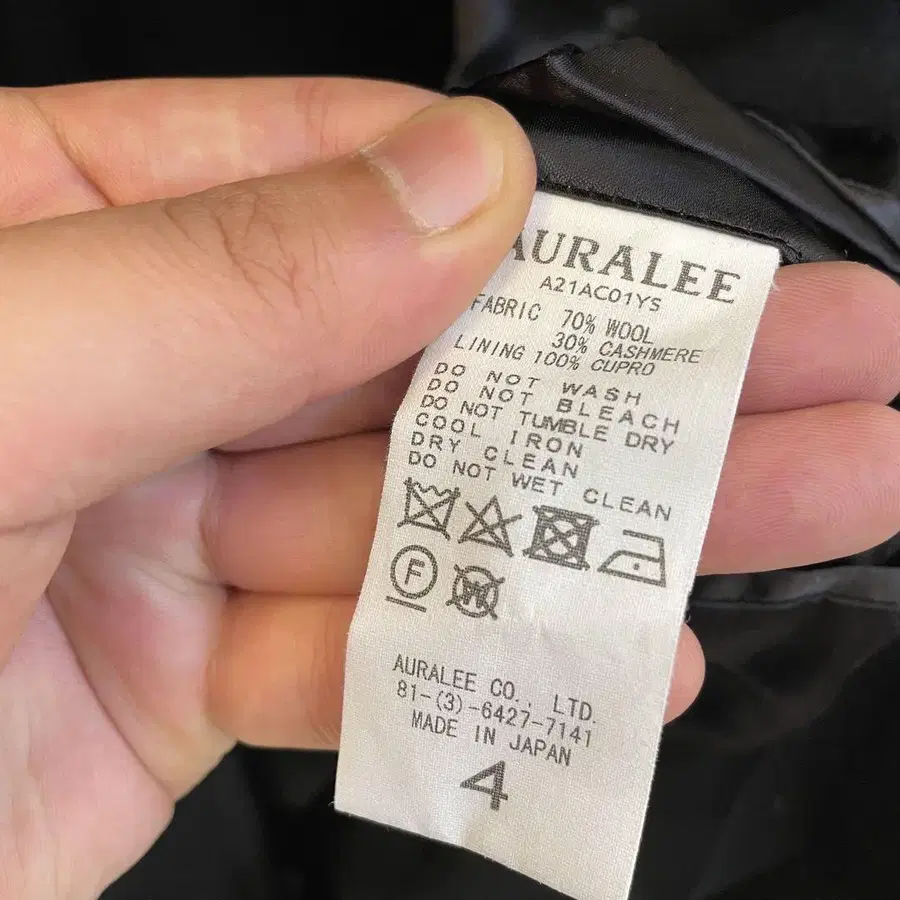 AURALEE
A21AC01YS
FABRIC 70% WOOL
30% CASHMERE
LINING 100% CUPRO
DO NOT WASH
DO NOT BLEACH
DO NOT TUMBLE DRY
COOL IRON
DRY CLEAN
DO NOT WET CLEAN
F W
AURALEE CO., LTD.
81-(3)-6427-7141
MADE IN JAPAN
4